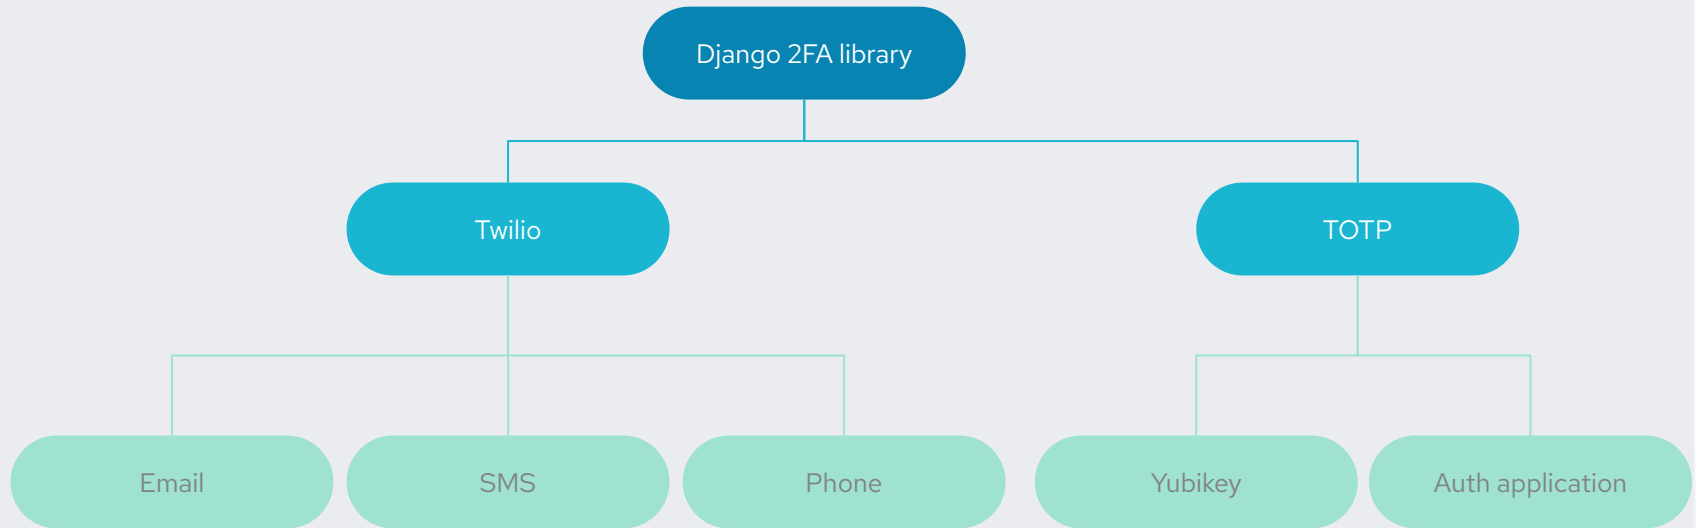 Django 2FA library
Twilio
TOTP
Email
SMS
Phone
Yubikey
Auth application